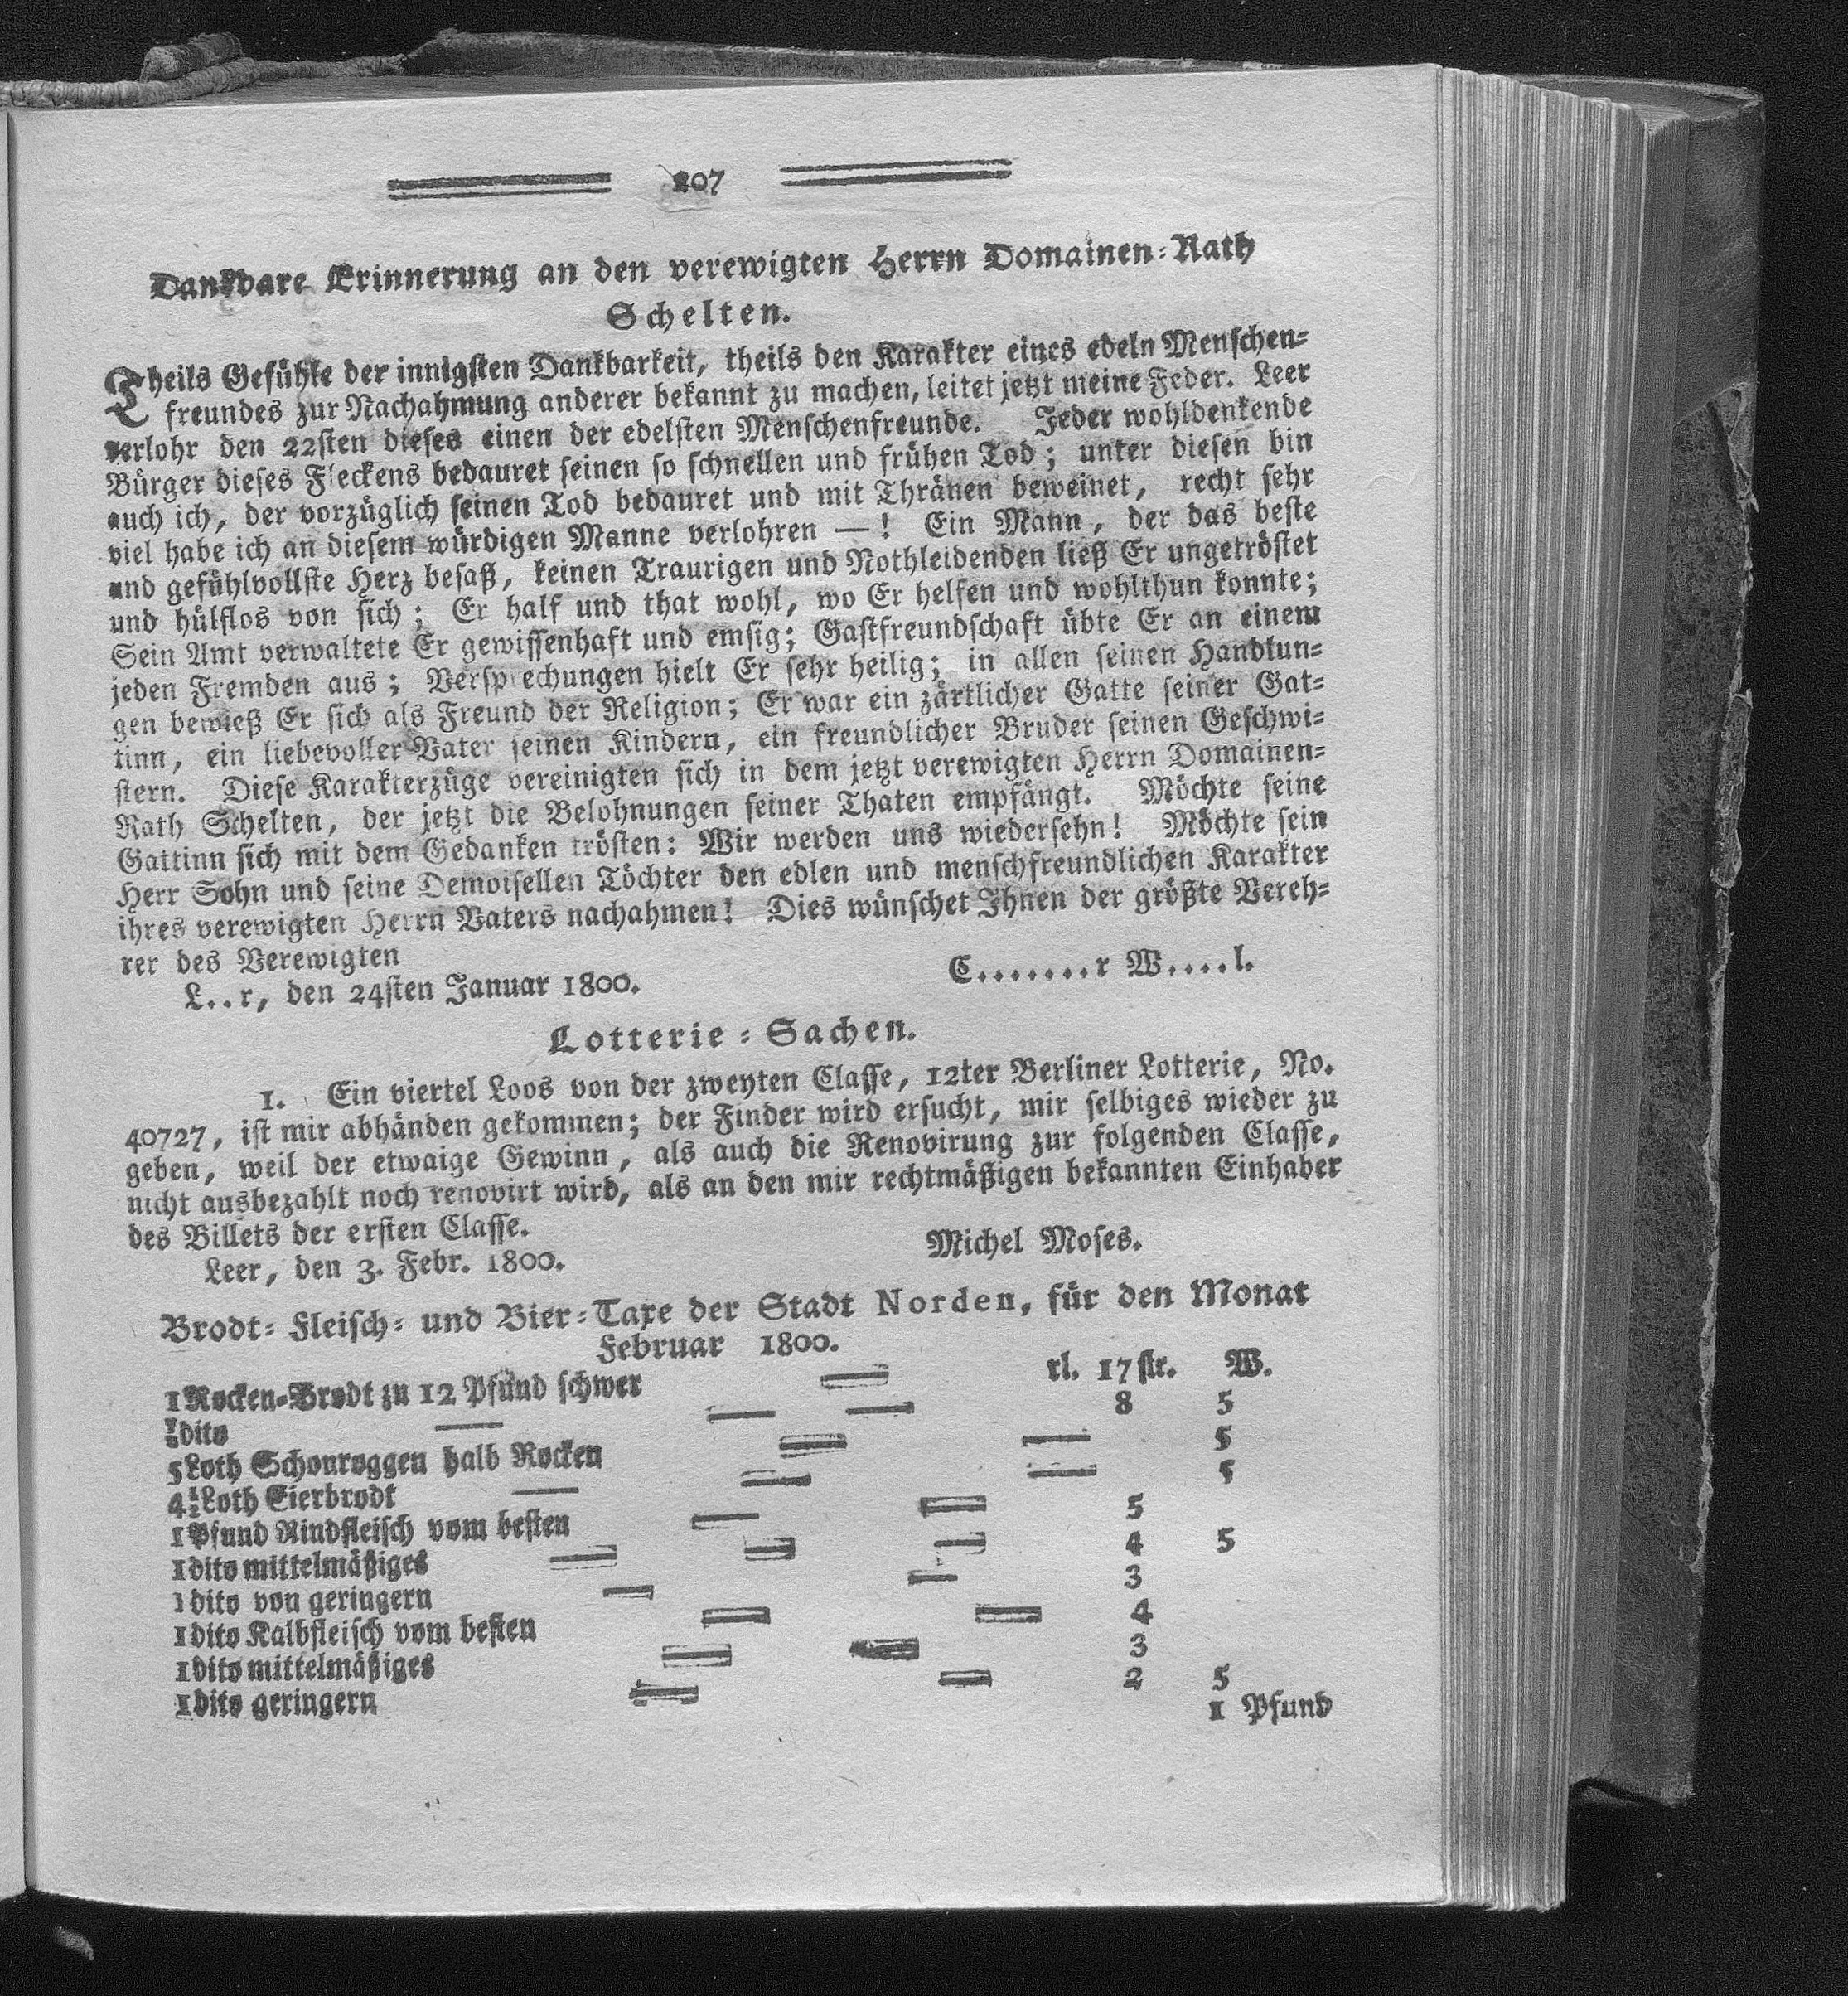 207
Dankbare Erinnerung an den verewigten Herrn Domainen-Rath
Schelten.
Theils Gefühle der innigsten Dankbarkeit, theils den Karakter eines edeln Menschen-
freundes zur Nachahmung anderer bekannt zu machen, leitet jetzt meine Feder. Leer
verlohr den 22sten dieses einen der edelsten Menschenfreunde. Jeder wohldenkende
Bürger dieses Fleckens bedauret seinen so schnellen und frühen Tod; unter diesen bin
auch ich, der vorzüglich seinen Tod bedauret und mit Thränen beweinet, recht sehr
viel habe ich an diesem würdigen Manne verlohren —! Ein Mann, der das beste
und gefühlvollste Herz besaß, keinen Traurigen und Nothleidenden ließ Er ungetröstet
und hülflos von sich; Er half und that wohl, wo Er helfen und wohlthun konnte;
Sein Amt verwaltete Er gewissenhaft und emsig; Gastfreundschaft übte Er an einem
jeden Fremden aus; Versprechungen hielt Er sehr heilig; in allen seinen Handlun-
gen bewieß Er sich als Freund der Religion; Er war ein zärtlicher Gatte seiner Gat-
tinn, ein liebevoller Vater seinen Kindern, ein freundlicher Bruder seinen Geschwi-
stern. Diese Karakterzüge vereinigten sich in dem jetzt verewigten Herrn Domainen-
Rath Schelten, der jetzt die Belohnungen seiner Thaten empfängt. Möchte seine
Gattinn sich mit dem Gedanken trösten: Wir werden uns wiedersehn! Möchte sein
Herr Sohn und seine Demoisellen Töchter den edlen und menschfreundlichen Karakter
ihres verewigten Herrn Vaters nachahmen! Dies wünschet Ihnen der größte Vereh-
rer des Verewigten
C........r W....l.
L..r, den 24sten Januar 1800.
Lotterie-Sachen.
1. Ein viertel Loos von der zweyten Classe, 12ter Berliner Lotterie, No.
40727, ist mir abhänden gekommen; der Finder wird ersucht, mir selbiges wieder zu
geben, weil der etwaige Gewinn, als auch die Renovirung zur folgenden Classe,
nicht ausbezahlt noch renovirt wird, als an den mir rechtmäßigen bekannten Einhaber
des Billets der ersten Classe.
Michel Moses.
Leer, den 3. Febr. 1800.
Brodt- Fleisch- und Bier-Taxe der Stadt Norden, für den Monat
Februar 1800.
1 Rocken-Brodt zu 12 Pfund schwer — rl. 17 str. W.
½ dito — — — 8 5
5 Loth Schonroggen halb Rocken — — 5
4½ Loth Eierbrodt — — — 5
1 Pfund Rindfleisch vom besten — — 5
1 dito mittelmäßiges — — — 4 5
1 dito von geringern — — 3
1 dito Kalbfleisch vom besten — — 4
1 dito mittelmäßiges — — 3
1 dito geringern — — 2 5
1 Pfund